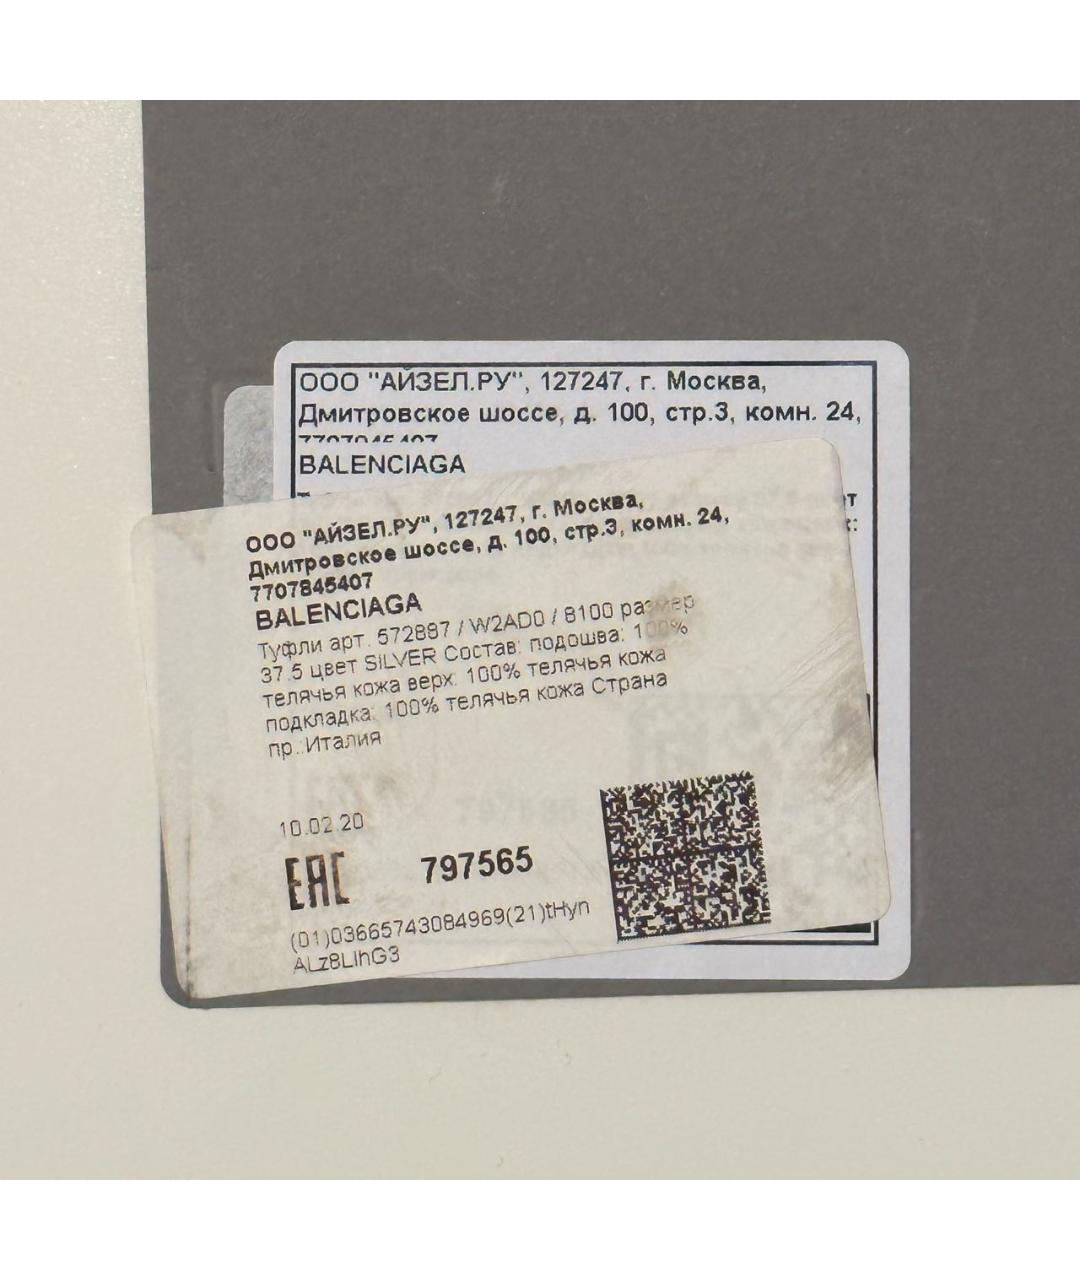 ООО "АЙЗЕЛ.РУ", 127247, г. Москва,
Дмитровское шоссе, д. 100, стр.3, комн. 24,
7707845407
BALENCIAGA
ООО "АЙЗЕЛ.РУ", 127247, г. Москва,
Дмитровское шоссе, д. 100, стр.3, комн. 24,
7707845407
BALENCIAGA
Туфли арт. 572887 / W2AD0 / 8100 размер
37.5 цвет SILVER Состав: подошва: 100%
телячья кожа верх: 100% телячья кожа
подкладка: 100% телячья кожа Страна
пр.:Италия
10.02.20
EAC 797565
(01)03665743084969(21)tHyn
ALz8LIhG3